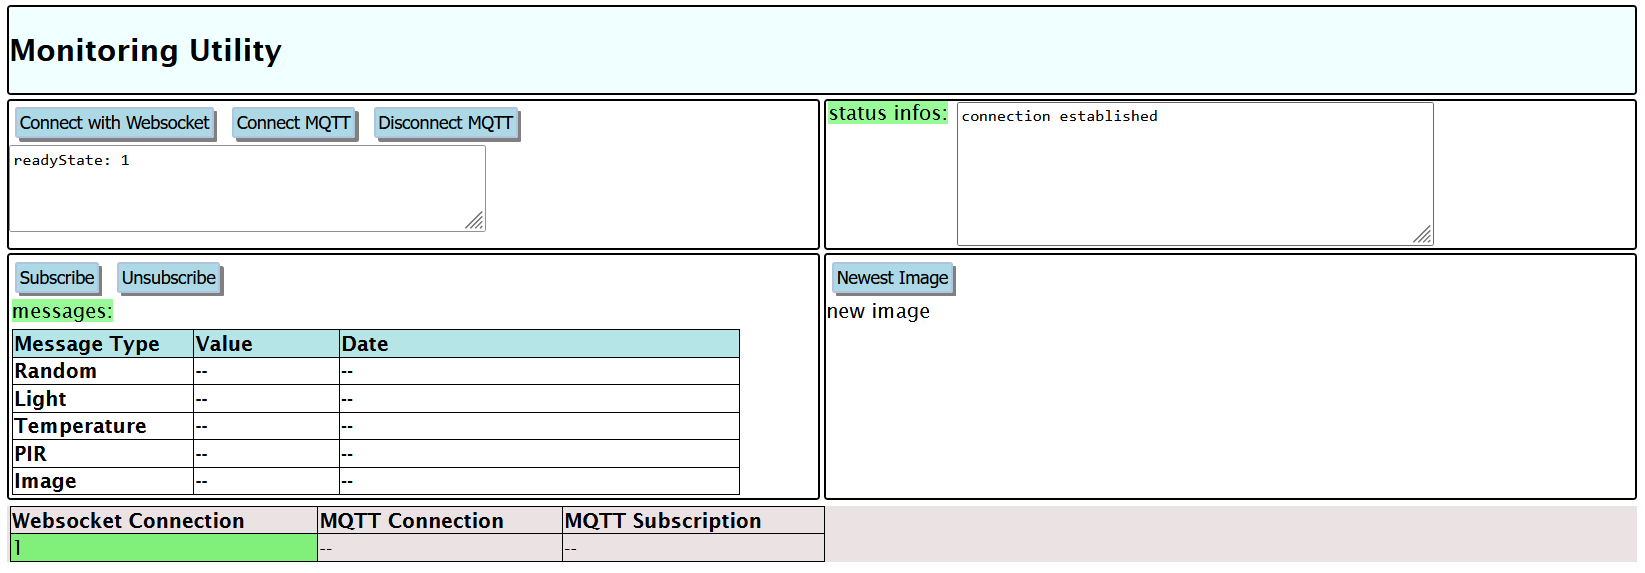 Monitoring Utility
Connect with Websocket Connect MQTT Disconnect MQTT
readyState: 1
status infos: connection established
Subscribe Unsubscribe
messages:
Message Type Value Date
Random -- --
Light -- --
Temperature -- --
PIR -- --
Image -- --
Newest Image
new image
Websocket Connection MQTT Connection MQTT Subscription
1 -- --